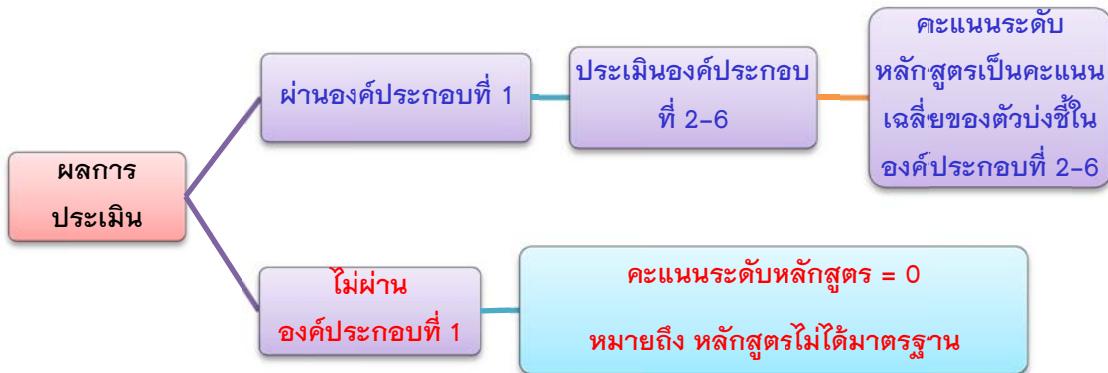 ผลการ
ประเมิน
ผ่านองค์ประกอบที่ 1
ประเมินองค์ประกอบ
ที่ 2-6
คะแนนระดับ
หลักสูตรเป็นคะแนน
เฉลี่ยของตัวบ่งชี้ใน
องค์ประกอบที่ 2-6
ไม่ผ่าน
องค์ประกอบที่ 1
คะแนนระดับหลักสูตร = 0
หมายถึง หลักสูตรไม่ได้มาตรฐาน